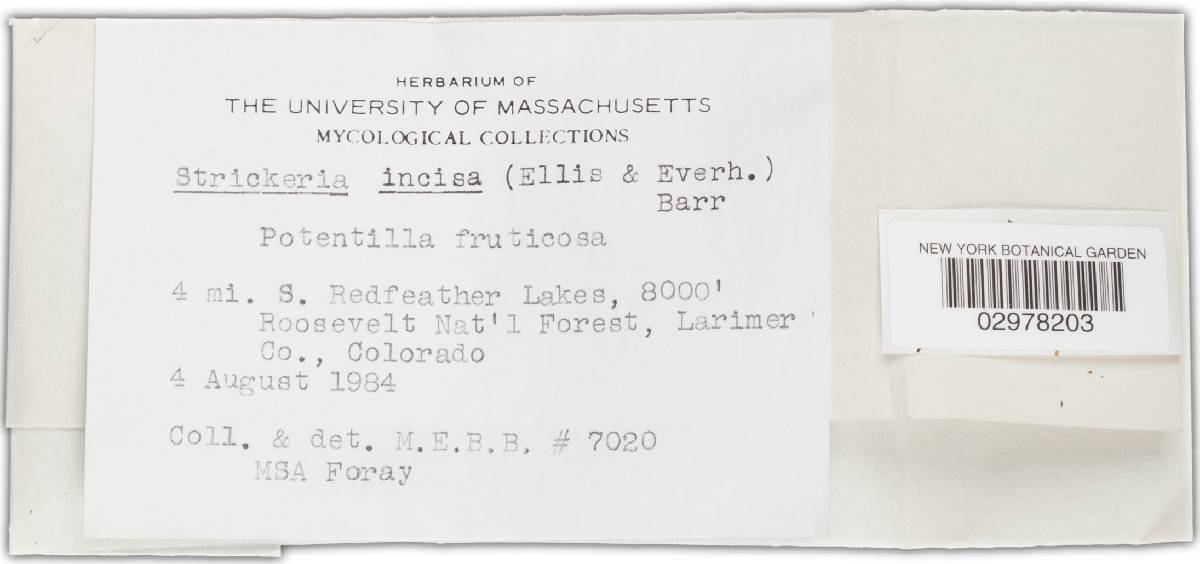 HERBARIUM OF
THE UNIVERSITY OF MASSACHUSETTS
MYCOLOGICAL COLLECTIONS
Strickeria incisa (Ellis & Everh.)
Barr
Potentilla fruticosa
4 mi. S. Redfeather Lakes, 8000'
Roosevelt Nat'l Forest, Larimer
Co., Colorado
4 August 1984
Coll. & det. M.E.B.B. # 7020
MSA Foray
NEW YORK BOTANICAL GARDEN
02978203